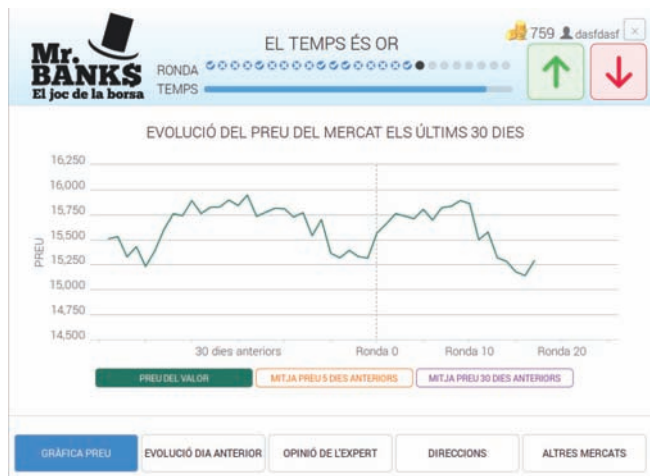 Mr.
BANK$
El joc de la borsa
EL TEMPS ÉS OR
759 dasfdasf
RONDA
TEMPS
EVOLUCIÓ DEL PREU DEL MERCAT ELS ÚLTIMS 30 DIES
16,250
16,000
15,750
15,500
15,250
15,000
14,750
14,500
PREU
30 dies anteriors Ronda 0 Ronda 10 Ronda 20
PREU DEL VALOR MITJA PREU 5 DIES ANTERIORS MITJA PREU 30 DIES ANTERIORS
GRÀFICA PREU EVOLUCIÓ DIA ANTERIOR OPINIÓ DE L'EXPERT DIRECCIONS ALTRES MERCATS